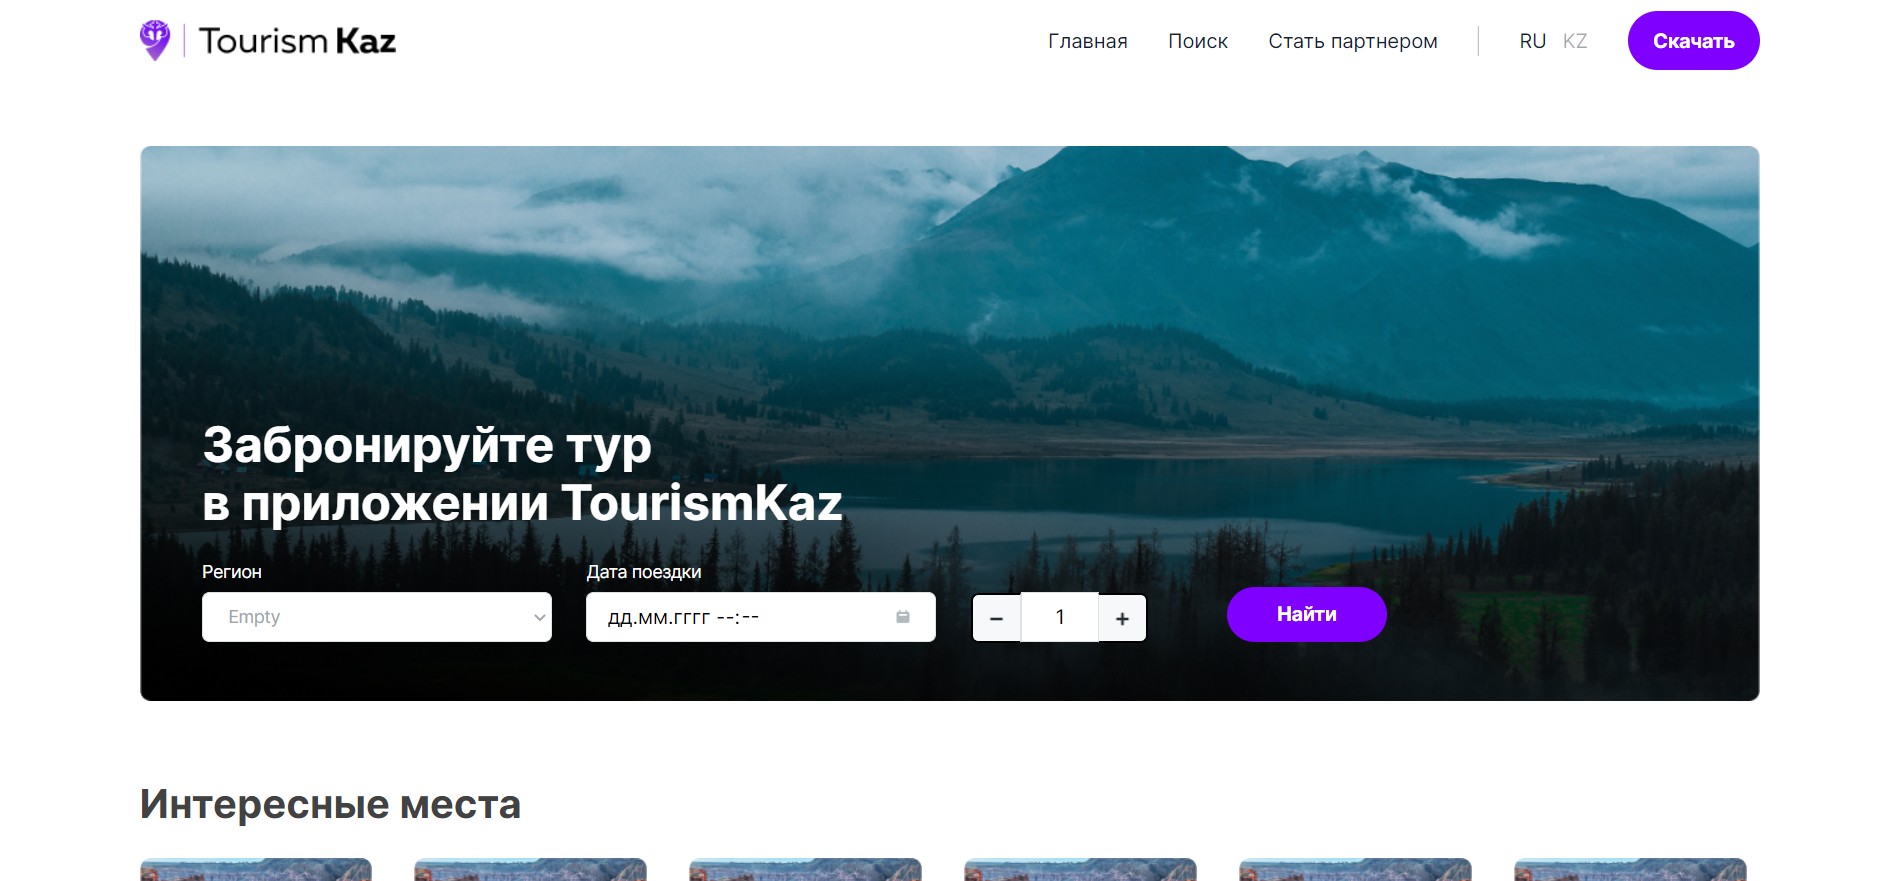 Tourism Kaz
Главная
Поиск
Стать партнером
RU KZ
Скачать
Забронируйте тур
в приложении TourismKaz
Регион
Дата поездки
Empty
дд.мм.гггг --:--
− 1 +
Найти
Интересные места